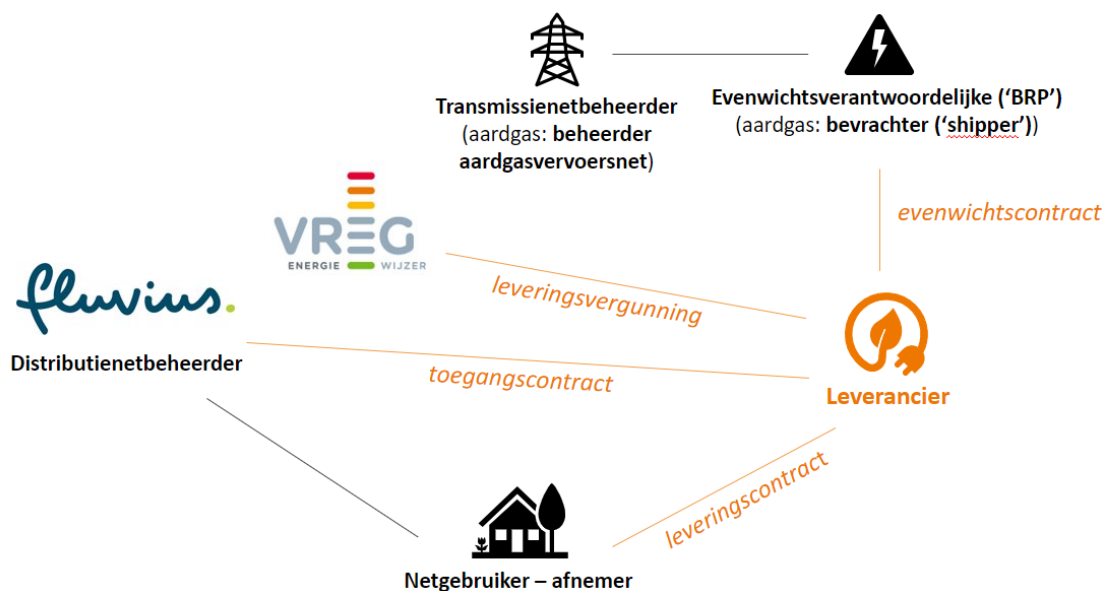 Transmissienetbeheerder
(aardgas: beheerder
aardgasvervoersnet)
Evenwichtsverantwoordelijke (‘BRP’)
(aardgas: bevrachter (‘shipper’))
VREG
ENERGIE WIJZER
evenwichtscontract
leveringsvergunning
fluvius.
Distributienetbeheerder
toegangscontract
Leverancier
leveringscontract
Netgebruiker – afnemer